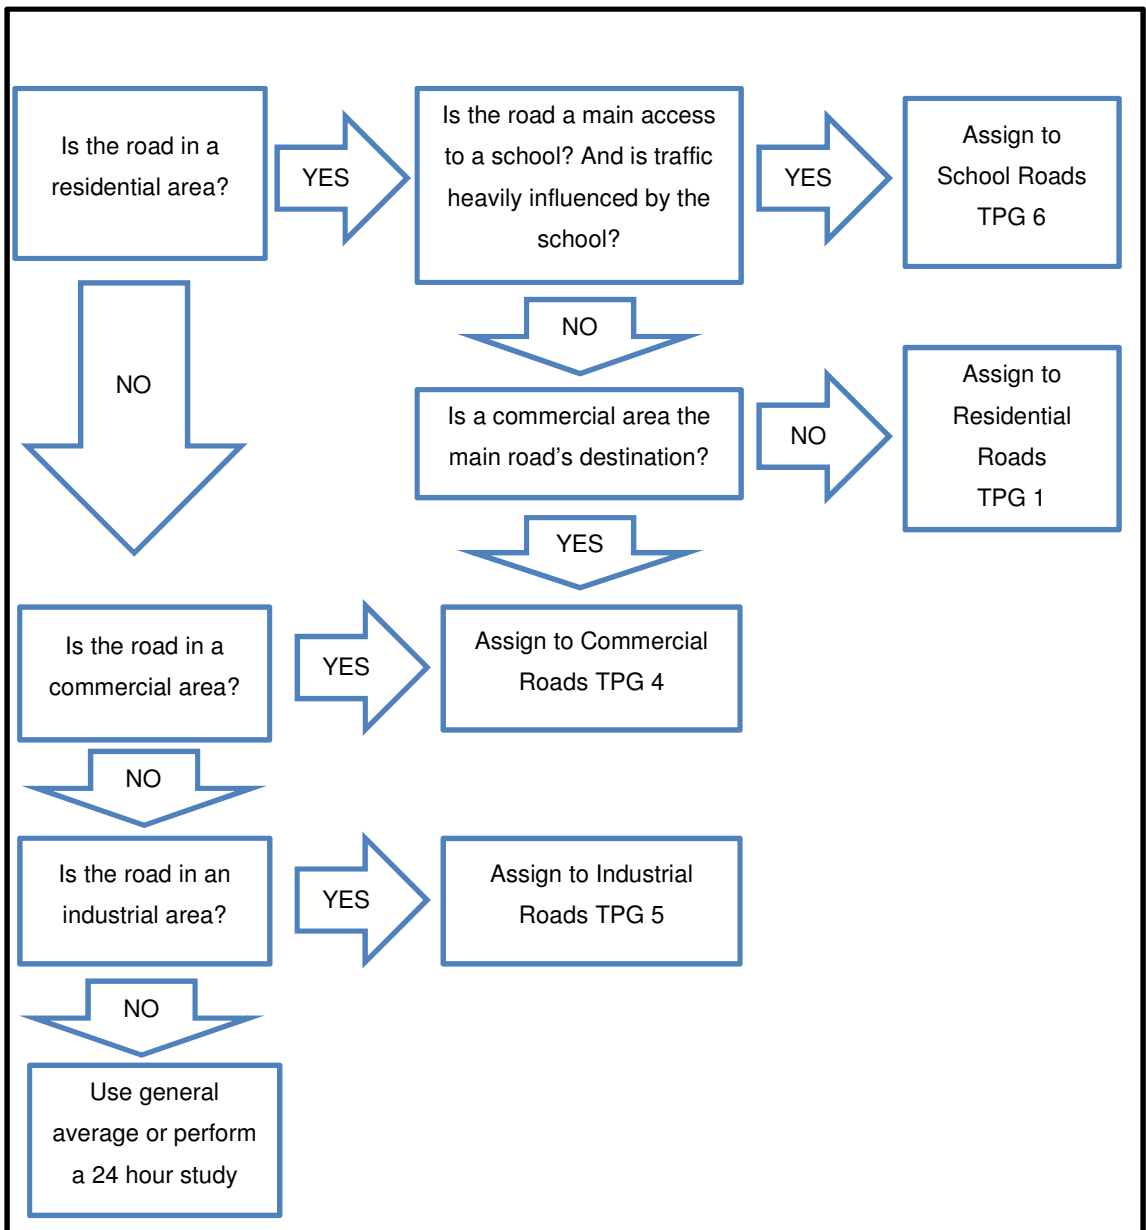 Is the road in a
residential area?
YES
Is the road a main access
to a school? And is traffic
heavily influenced by the
school?
YES
Assign to
School Roads
TPG 6
NO
NO
Is a commercial area the
main road’s destination?
NO
Assign to
Residential
Roads
TPG 1
YES
Is the road in a
commercial area?
YES
Assign to Commercial
Roads TPG 4
NO
Is the road in an
industrial area?
YES
Assign to Industrial
Roads TPG 5
NO
Use general
average or perform
a 24 hour study